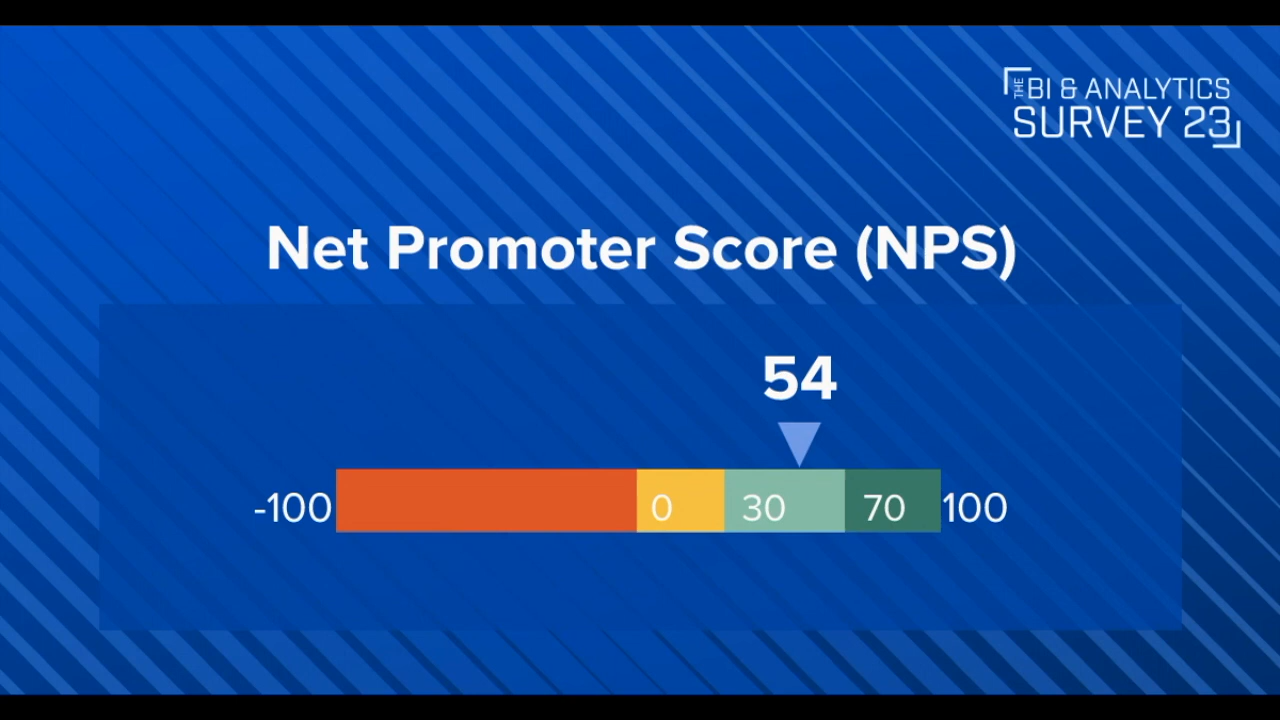 THE BI & ANALYTICS
SURVEY 23
Net Promoter Score (NPS)
54
-100 0 30 70 100